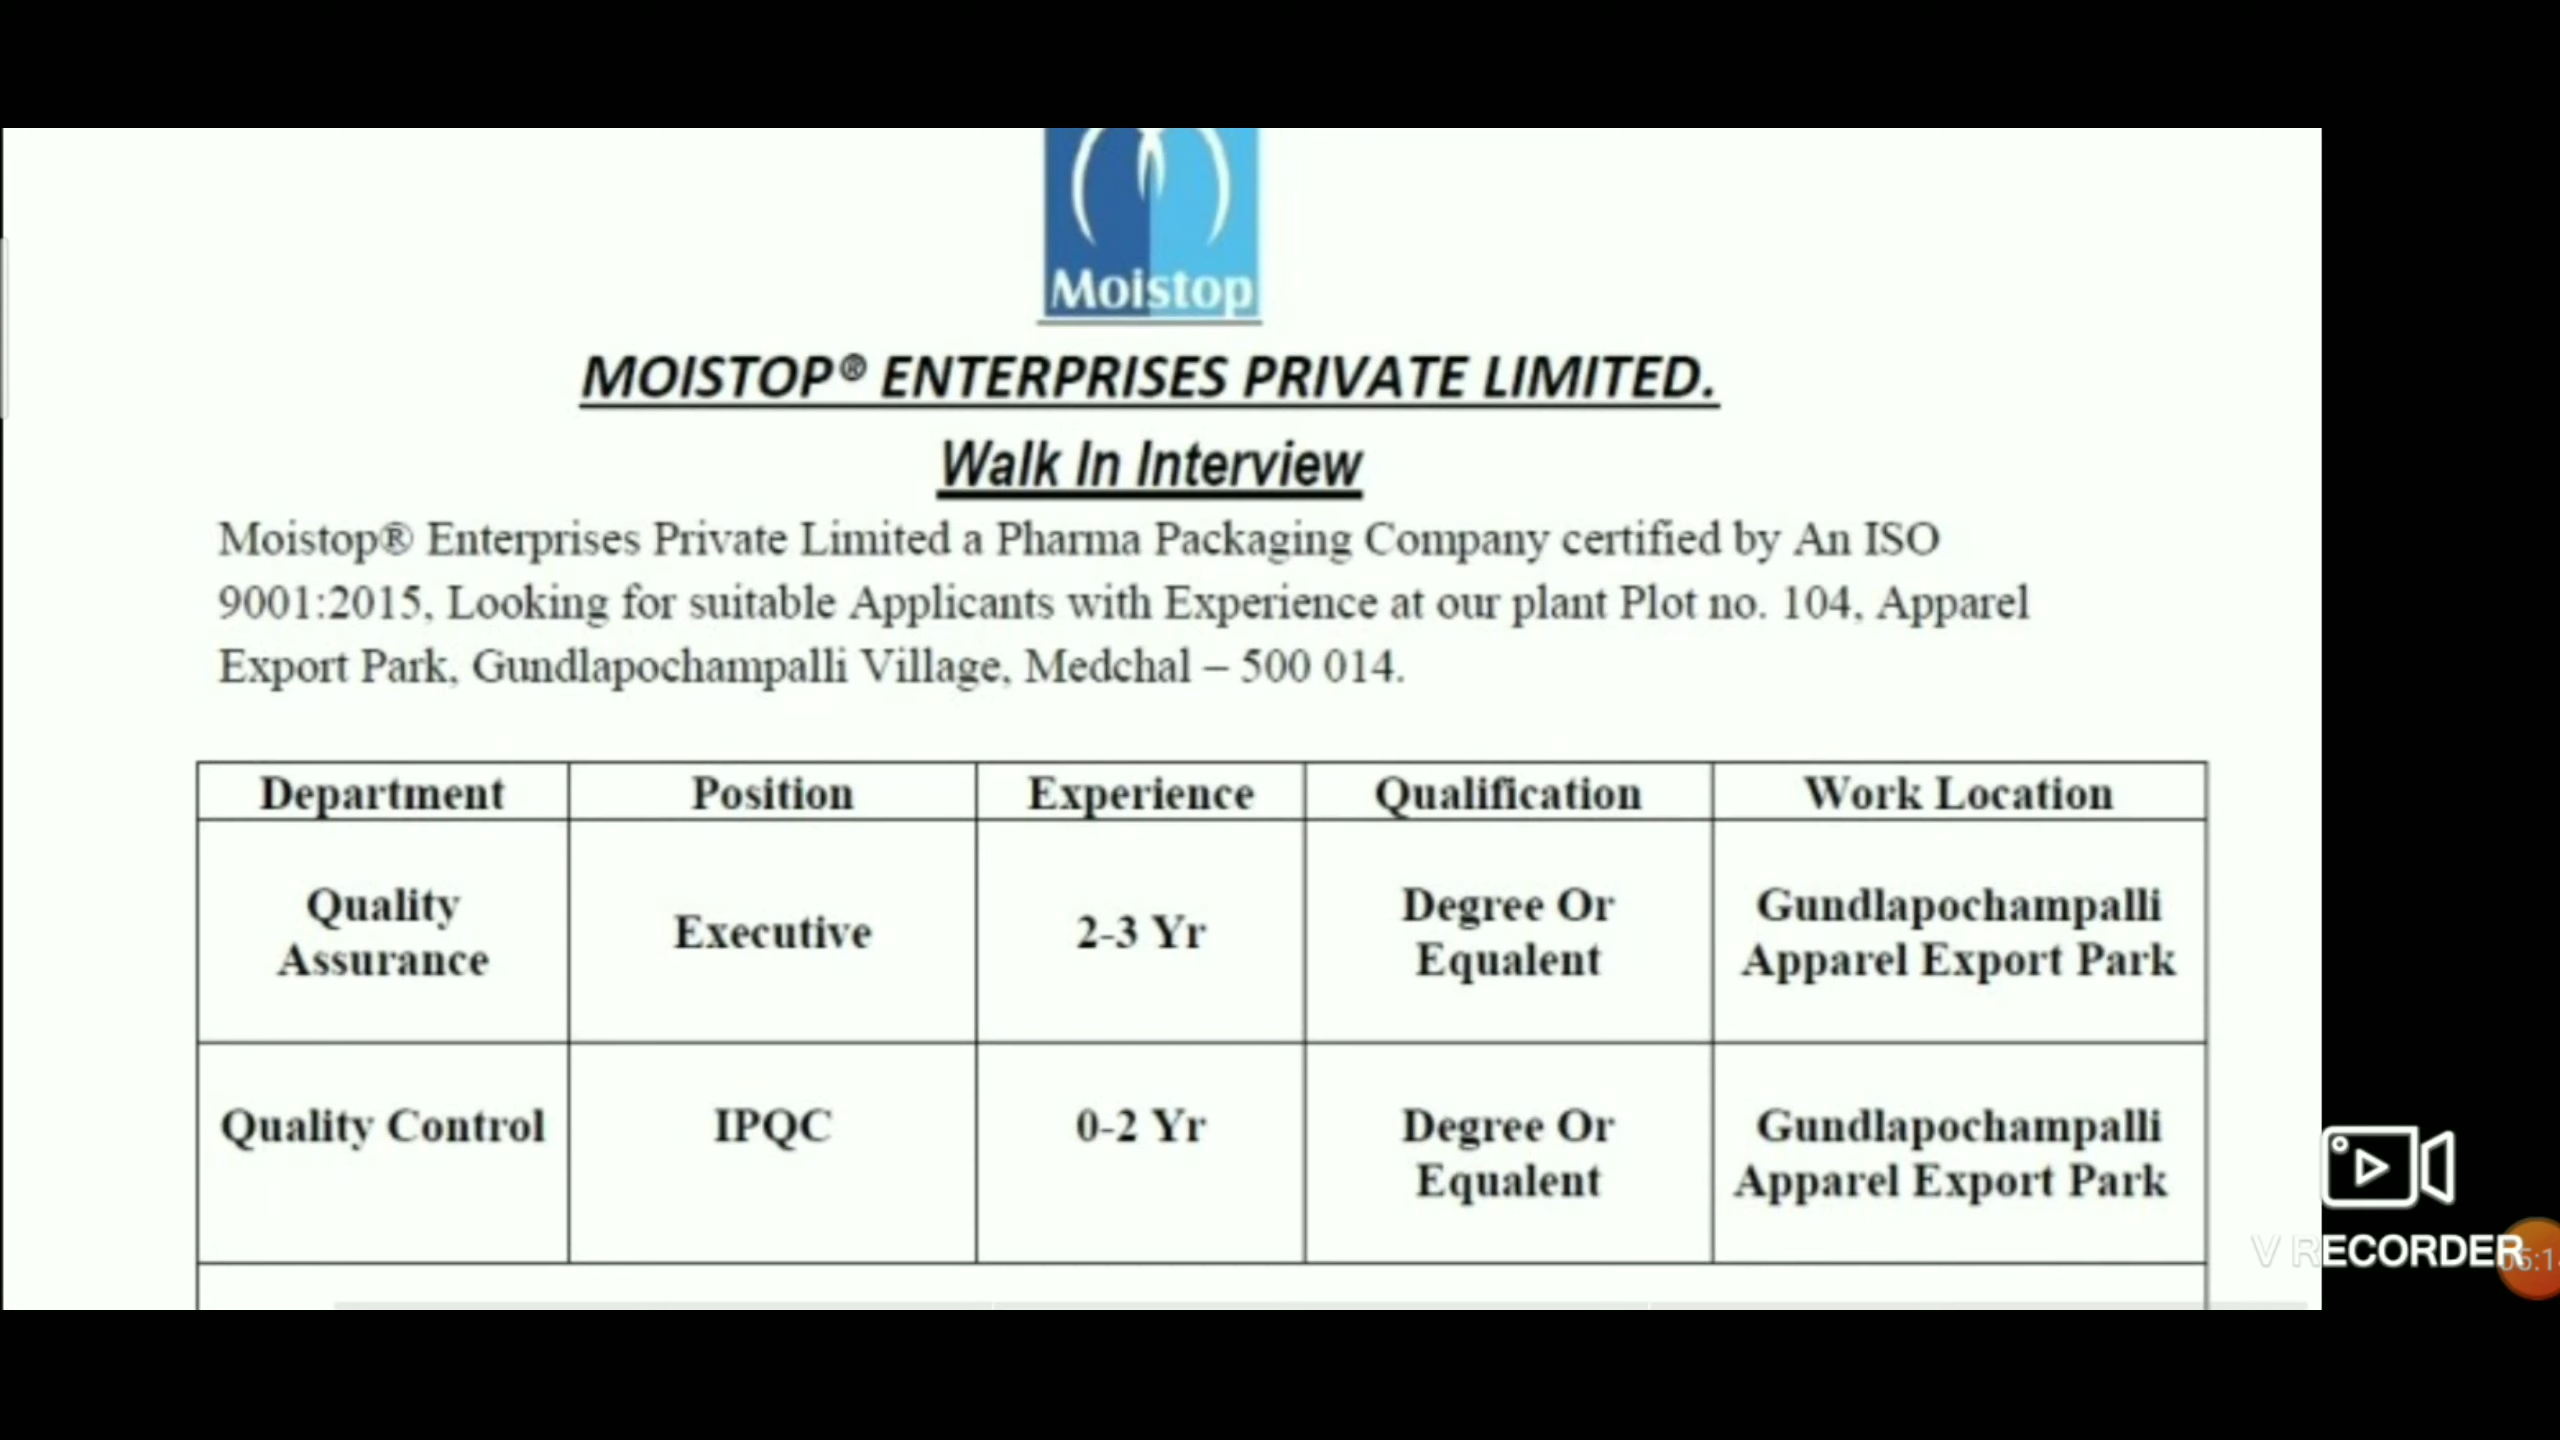 Moistop
MOISTOP® ENTERPRISES PRIVATE LIMITED.
Walk In Interview
Moistop® Enterprises Private Limited a Pharma Packaging Company certified by An ISO
9001:2015, Looking for suitable Applicants with Experience at our plant Plot no. 104, Apparel
Export Park, Gundlapochampalli Village, Medchal – 500 014.
Department Position Experience Qualification Work Location
Quality
Assurance
Executive
2-3 Yr
Degree Or
Equalent
Gundlapochampalli
Apparel Export Park
Quality Control
IPQC
0-2 Yr
Degree Or
Equalent
Gundlapochampalli
Apparel Export Park
V RECORDER